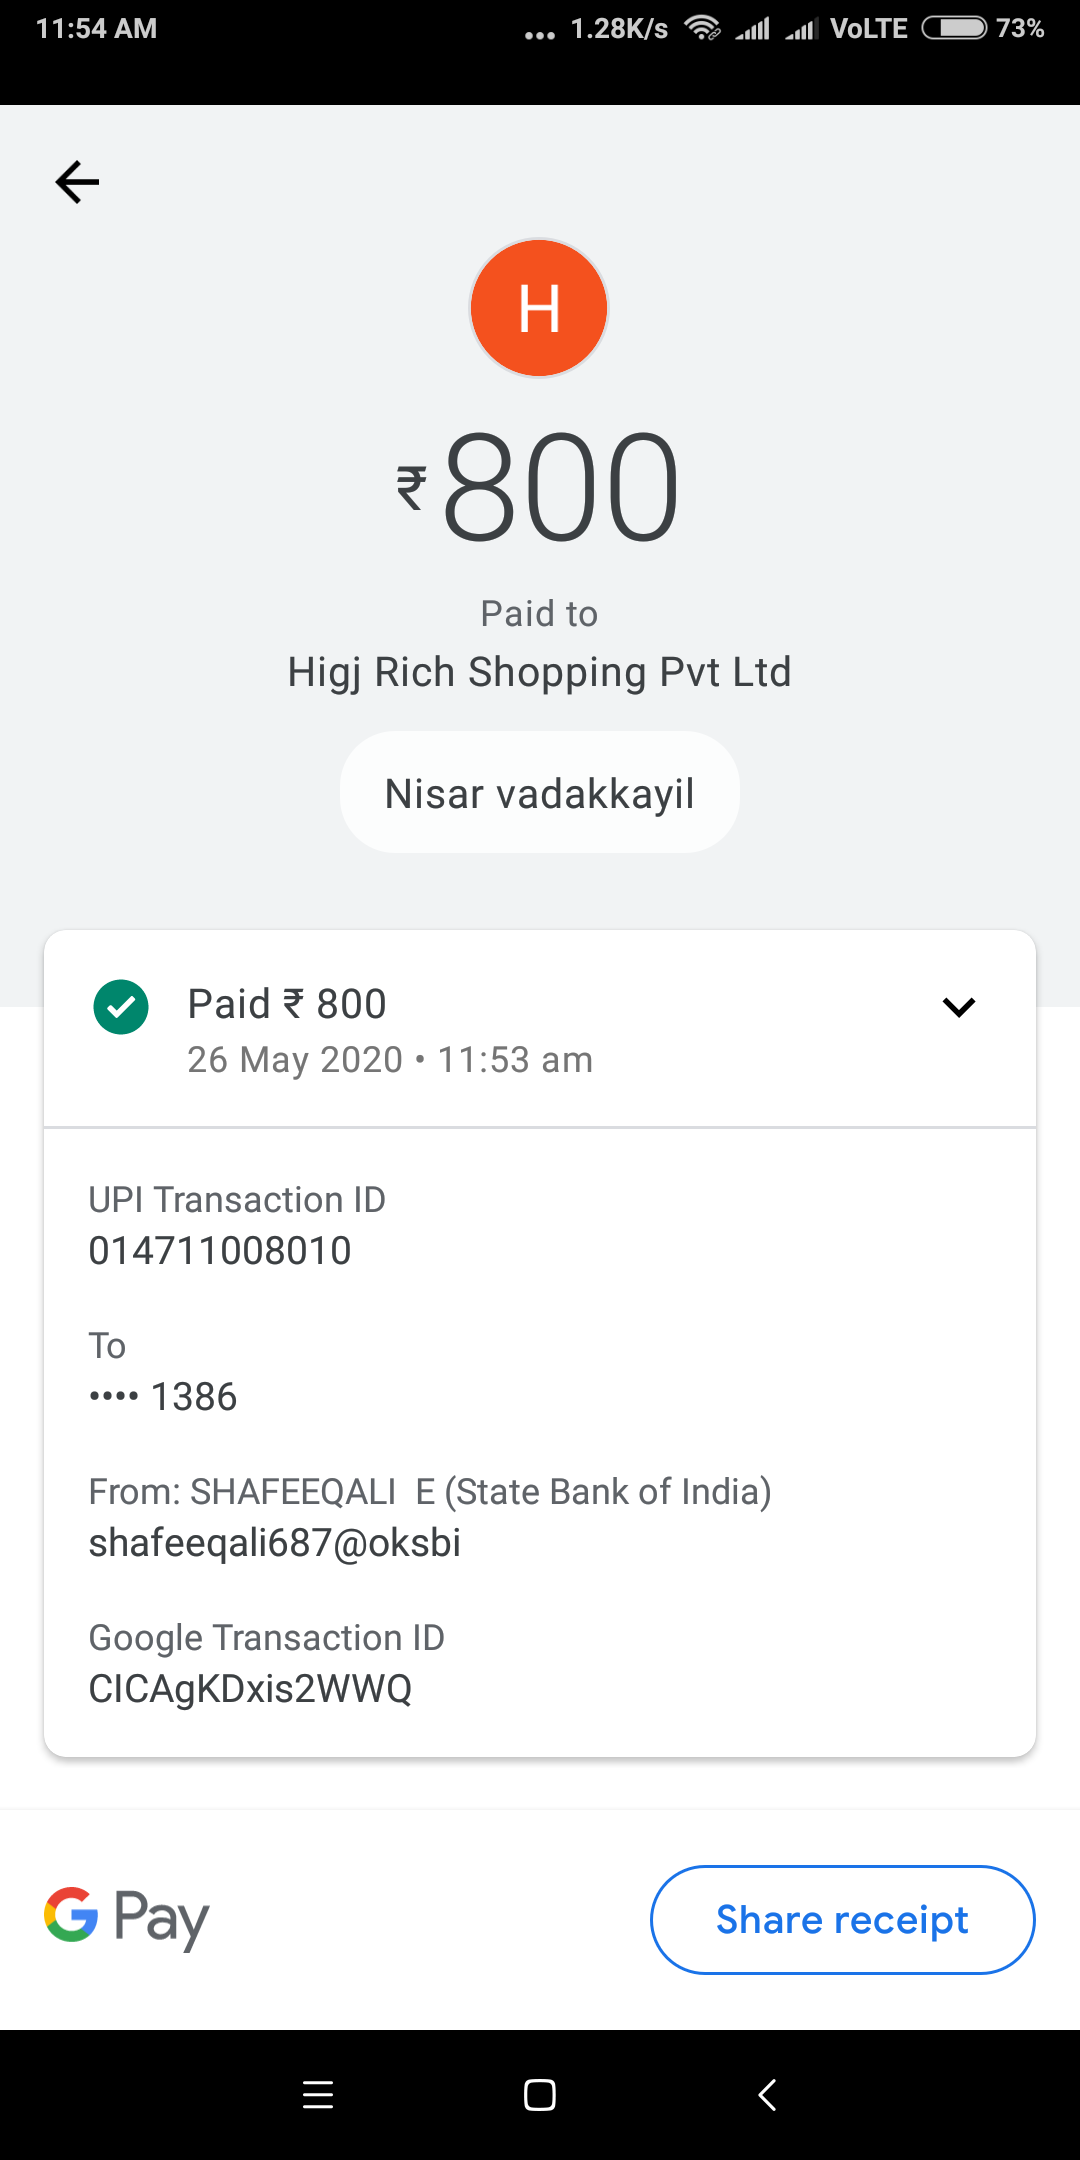 11:54 AM
... 1.28K/s VoLTE 73%
H
₹800
Paid to
Higj Rich Shopping Pvt Ltd
Nisar vadakkayil
Paid ₹ 800
26 May 2020 • 11:53 am
UPI Transaction ID
014711008010
To
•••• 1386
From: SHAFEEQALI  E (State Bank of India)
shafeeqali687@oksbi
Google Transaction ID
CICAgKDxis2WWQ
G Pay
Share receipt